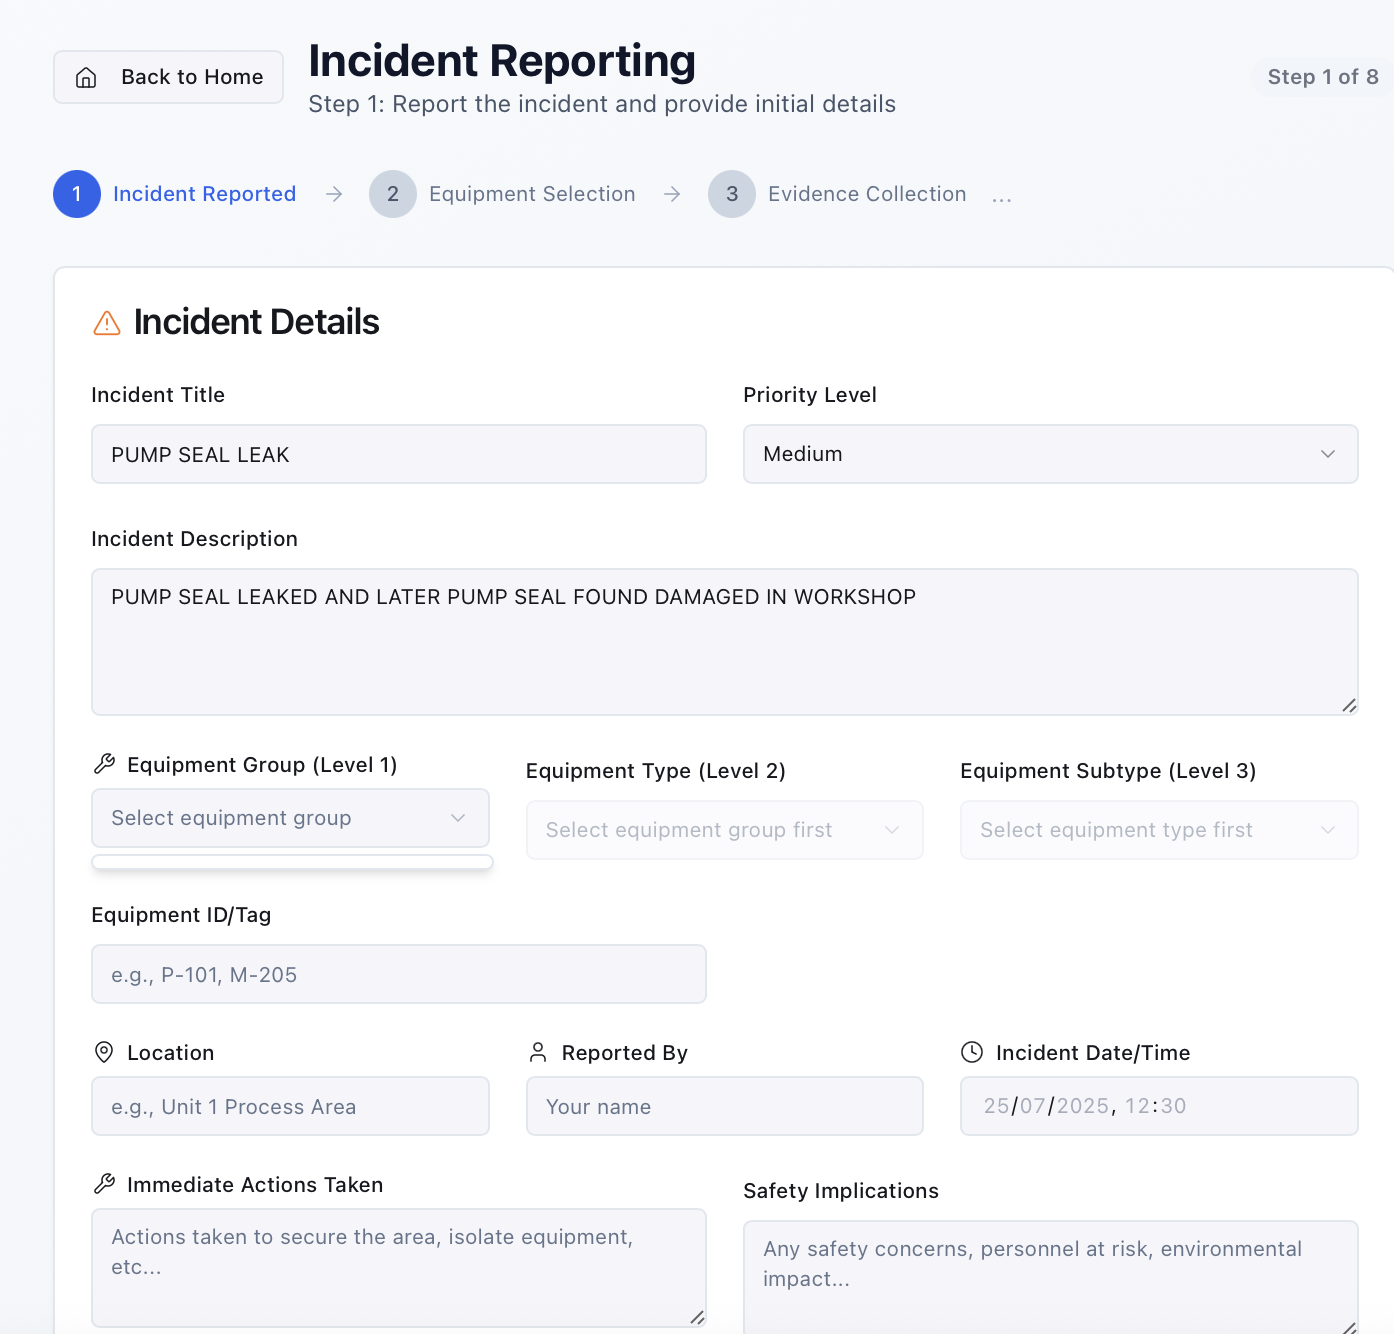 Back to Home
Incident Reporting
Step 1: Report the incident and provide initial details
Step 1 of 8
1 Incident Reported → 2 Equipment Selection → 3 Evidence Collection ...
Incident Details
Incident Title
PUMP SEAL LEAK
Priority Level
Medium
Incident Description
PUMP SEAL LEAKED AND LATER PUMP SEAL FOUND DAMAGED IN WORKSHOP
Equipment Group (Level 1)
Select equipment group
Equipment Type (Level 2)
Select equipment group first
Equipment Subtype (Level 3)
Select equipment type first
Equipment ID/Tag
e.g., P-101, M-205
Location
e.g., Unit 1 Process Area
Reported By
Your name
Incident Date/Time
25/07/2025, 12:30
Immediate Actions Taken
Actions taken to secure the area, isolate equipment,
etc...
Safety Implications
Any safety concerns, personnel at risk, environmental
impact...